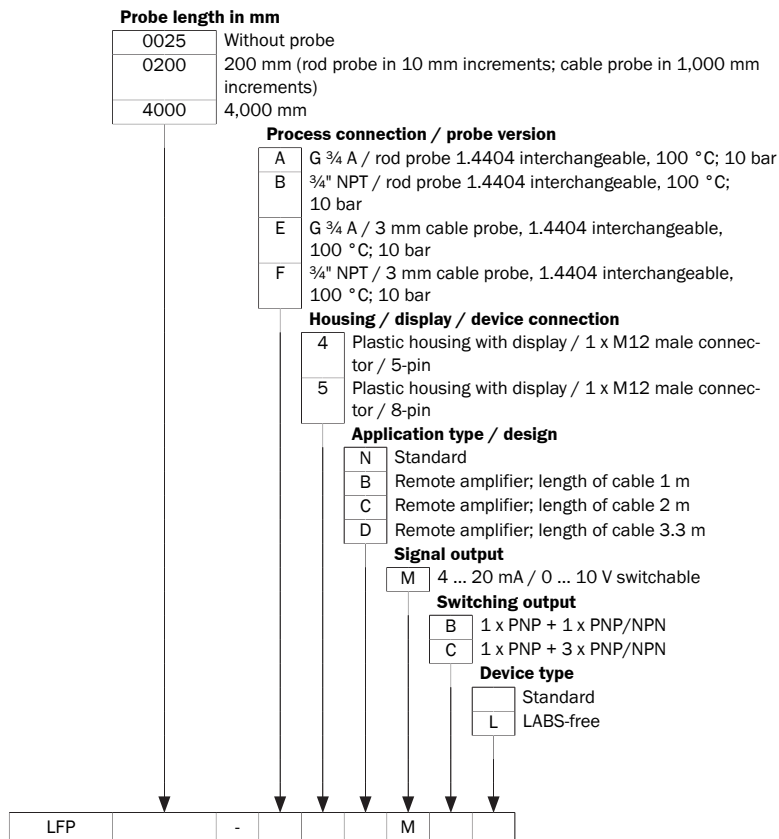 Probe length in mm
0025 Without probe
0200 200 mm (rod probe in 10 mm increments; cable probe in 1,000 mm
increments)
4000 4,000 mm
Process connection / probe version
A G ¾ A / rod probe 1.4404 interchangeable, 100 °C; 10 bar
B ¾" NPT / rod probe 1.4404 interchangeable, 100 °C;
10 bar
E G ¾ A / 3 mm cable probe, 1.4404 interchangeable,
100 °C; 10 bar
F ¾" NPT / 3 mm cable probe, 1.4404 interchangeable,
100 °C; 10 bar
Housing / display / device connection
4 Plastic housing with display / 1 x M12 male connec-
tor / 5-pin
5 Plastic housing with display / 1 x M12 male connec-
tor / 8-pin
Application type / design
N Standard
B Remote amplifier; length of cable 1 m
C Remote amplifier; length of cable 2 m
D Remote amplifier; length of cable 3.3 m
Signal output
M 4 ... 20 mA / 0 ... 10 V switchable
Switching output
B 1 x PNP + 1 x PNP/NPN
C 1 x PNP + 3 x PNP/NPN
Device type
Standard
L LABS-free
LFP - M